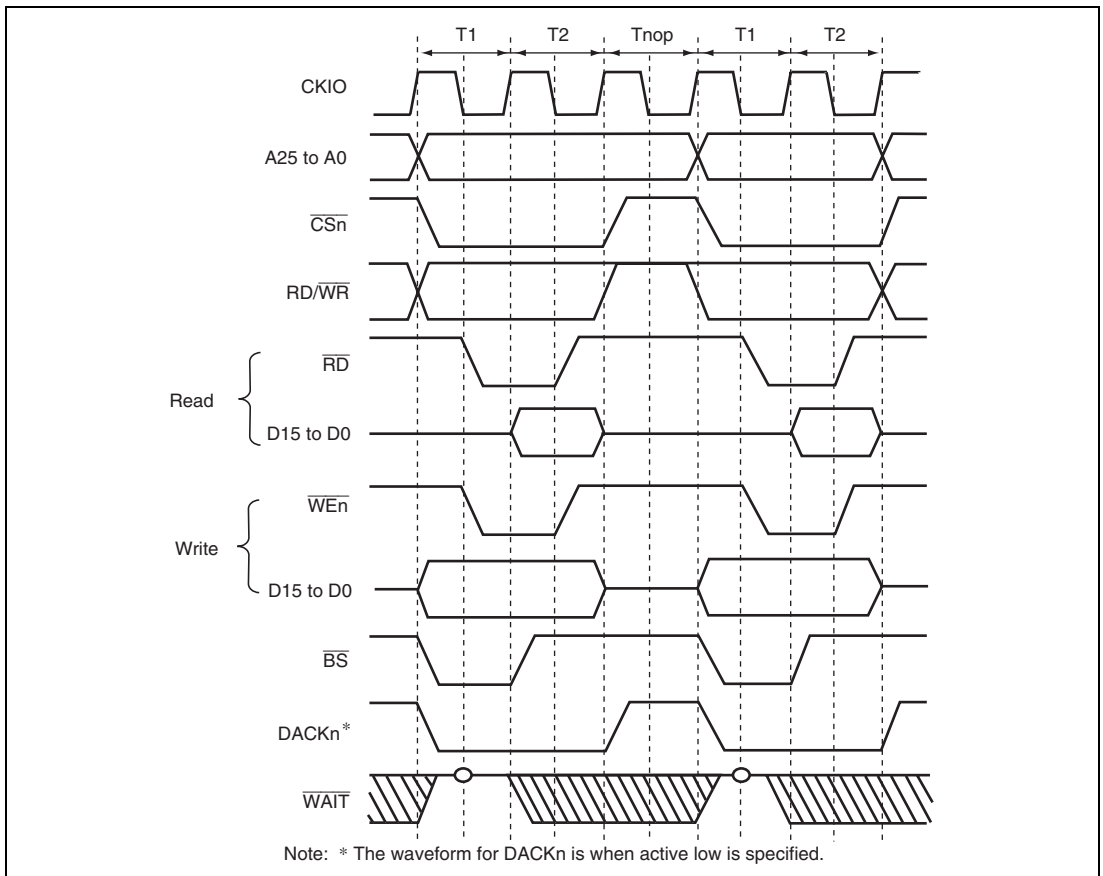 T1 T2 Tnop T1 T2
CKIO
A25 to A0
CSn
RD/WR
RD
Read
D15 to D0
WEn
Write
D15 to D0
BS
DACKn*
WAIT
Note: * The waveform for DACKn is when active low is specified.